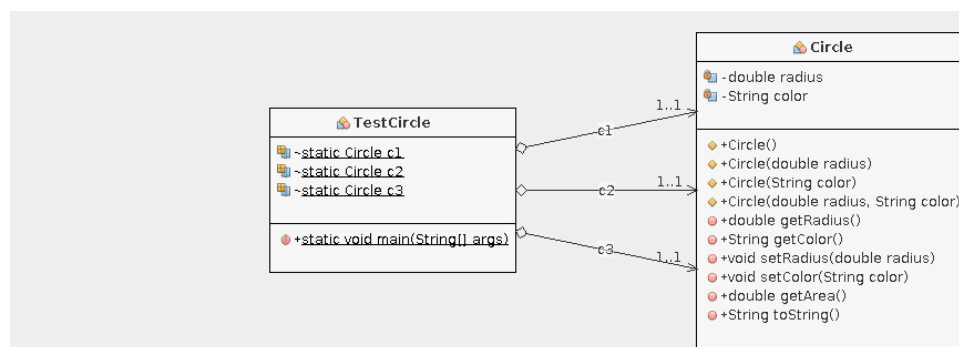 TestCircle
~static Circle c1
~static Circle c2
~static Circle c3
+static void main(String[] args)
c1
1..1
c2
1..1
c3
1..1
Circle
-double radius
-String color
+Circle()
+Circle(double radius)
+Circle(String color)
+Circle(double radius, String color)
+double getRadius()
+String getColor()
+void setRadius(double radius)
+void setColor(String color)
+double getArea()
+String toString()